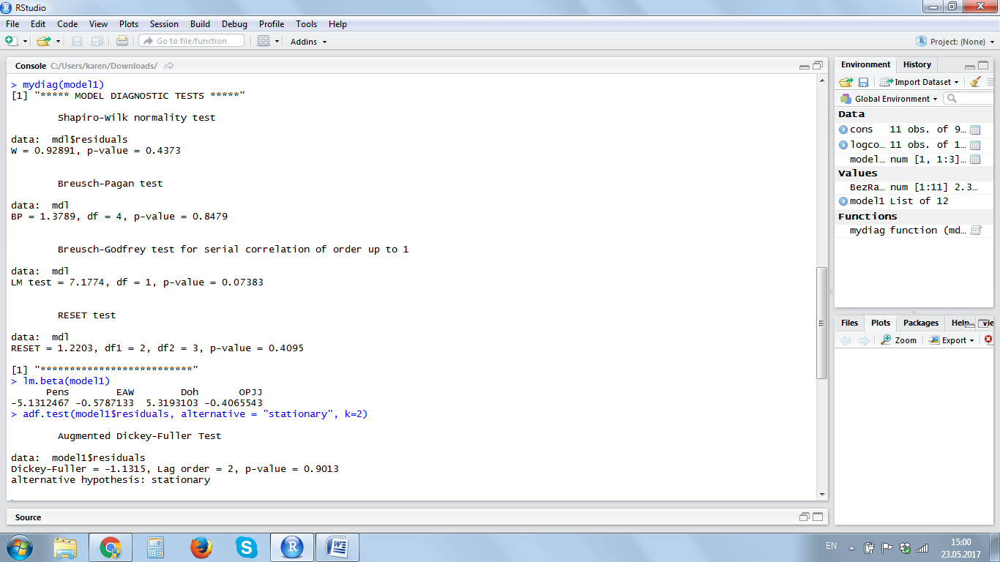 RStudio
File Edit Code View Plots Session Build Debug Profile Tools Help
Go to file/function Addins Project: (None)
Console C:/Users/karen/Downloads/
> mydiag(model1)
[1] "***** MODEL DIAGNOSTIC TESTS *****"
Shapiro-Wilk normality test
data: mdl$residuals
W = 0.92891, p-value = 0.4373
Breusch-Pagan test
data: mdl
BP = 1.3789, df = 4, p-value = 0.8479
Breusch-Godfrey test for serial correlation of order up to 1
data: mdl
LM test = 7.1774, df = 1, p-value = 0.07383
RESET test
data: mdl
RESET = 1.2203, df1 = 2, df2 = 3, p-value = 0.4095
[1] "**************************"
> lm.beta(model1)
Pens EAW Doh OPJJ
-5.1312467 -0.5787133 5.3193103 -0.4065543
> adf.test(model1$residuals, alternative = "stationary", k=2)
Augmented Dickey-Fuller Test
data: model1$residuals
Dickey-Fuller = -1.1315, Lag order = 2, p-value = 0.9013
alternative hypothesis: stationary
Source
Environment History
Import Dataset
Global Environment
Data
cons 11 obs. of 9…
logco… 11 obs. of 1…
model… num [1, 1:3]…
Values
BezRa… num [1:11] 2.3…
model1 List of 12
Functions
mydiag function (md…
Files Plots Packages Help Vie
Zoom Export
EN 15:00
23.05.2017